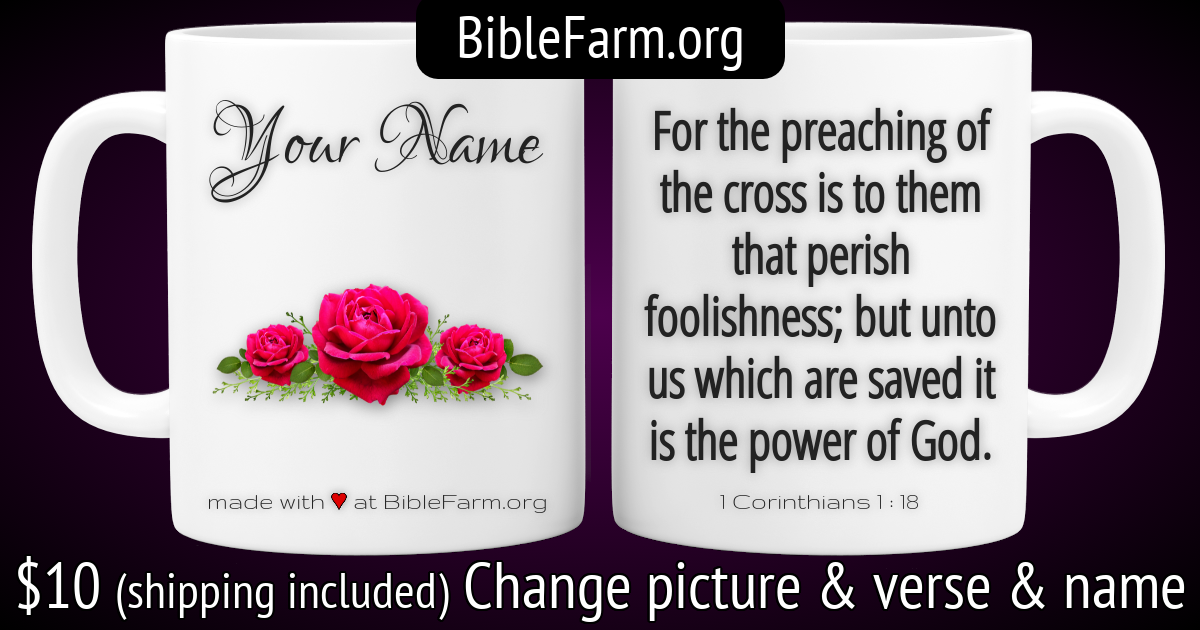 BibleFarm.org
Your Name
made with ♥ at BibleFarm.org
For the preaching of
the cross is to them
that perish
foolishness; but unto
us which are saved it
is the power of God.
1 Corinthians 1 : 18
$10 (shipping included) Change picture & verse & name